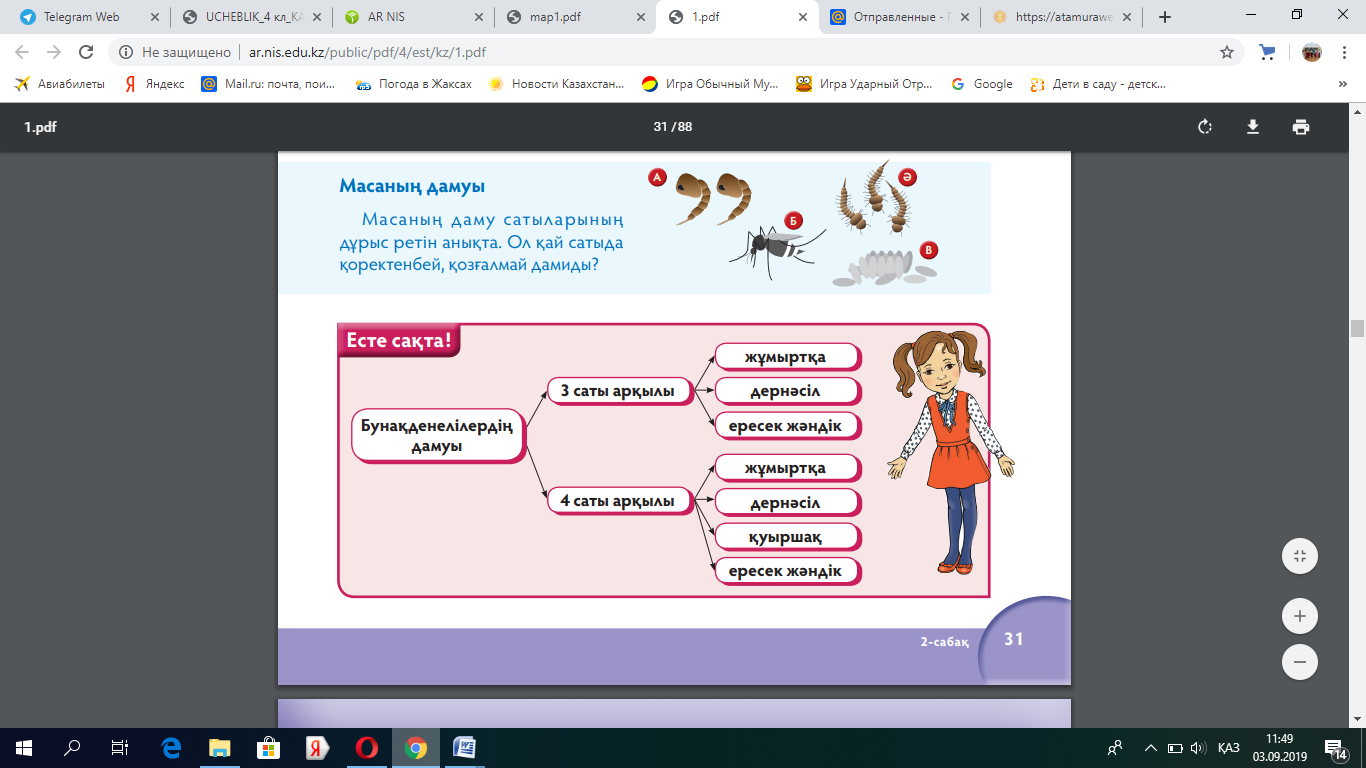 Telegram Web
UCHEBLIK_4 кл_КА
AR NIS
map1.pdf
1.pdf
Отправленные - П
https://atamurawe
Не защищено
ar.nis.edu.kz/public/pdf/4/est/kz/1.pdf
Авиабилеты
Яндекс
Mail.ru: почта, пои...
Погода в Жаксах
Новости Казахстан...
Игра Обычный Му...
Игра Ударный Отр...
Google
Дети в саду - детск...
»
1.pdf
31 / 88
Масаның дамуы
Масаның даму сатыларының
дұрыс ретін анықта. Ол қай сатыда
қоректенбей, қозғалмай дамиды?
А
Ә
Б
В
Есте сақта!
Бунақденелілердің
дамуы
3 саты арқылы
жұмыртқа
дернәсіл
ересек жәндік
4 саты арқылы
жұмыртқа
дернәсіл
қуыршақ
ересек жәндік
2-сабақ
31
ҚАЗ
11:49
03.09.2019
14